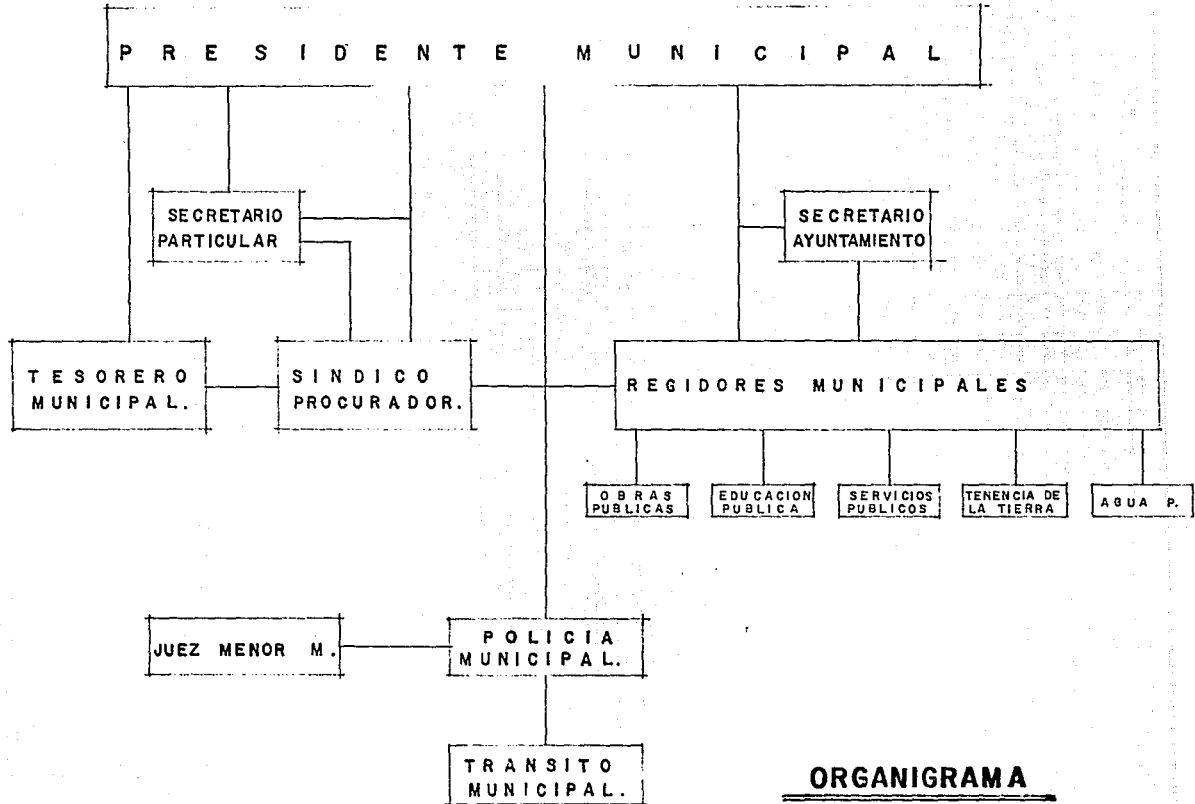 PRESIDENTE MUNICIPAL
SECRETARIO
PARTICULAR
SECRETARIO
AYUNTAMIENTO
TESORERO
MUNICIPAL.
SINDICO
PROCURADOR.
REGIDORES MUNICIPALES
OBRAS
PUBLICAS
EDUCACION
PUBLICA
SERVICIOS
PUBLICOS
TENENCIA DE
LA TIERRA
AGUA P.
JUEZ MENOR M.
POLICIA
MUNICIPAL.
TRANSITO
MUNICIPAL.
ORGANIGRAMA